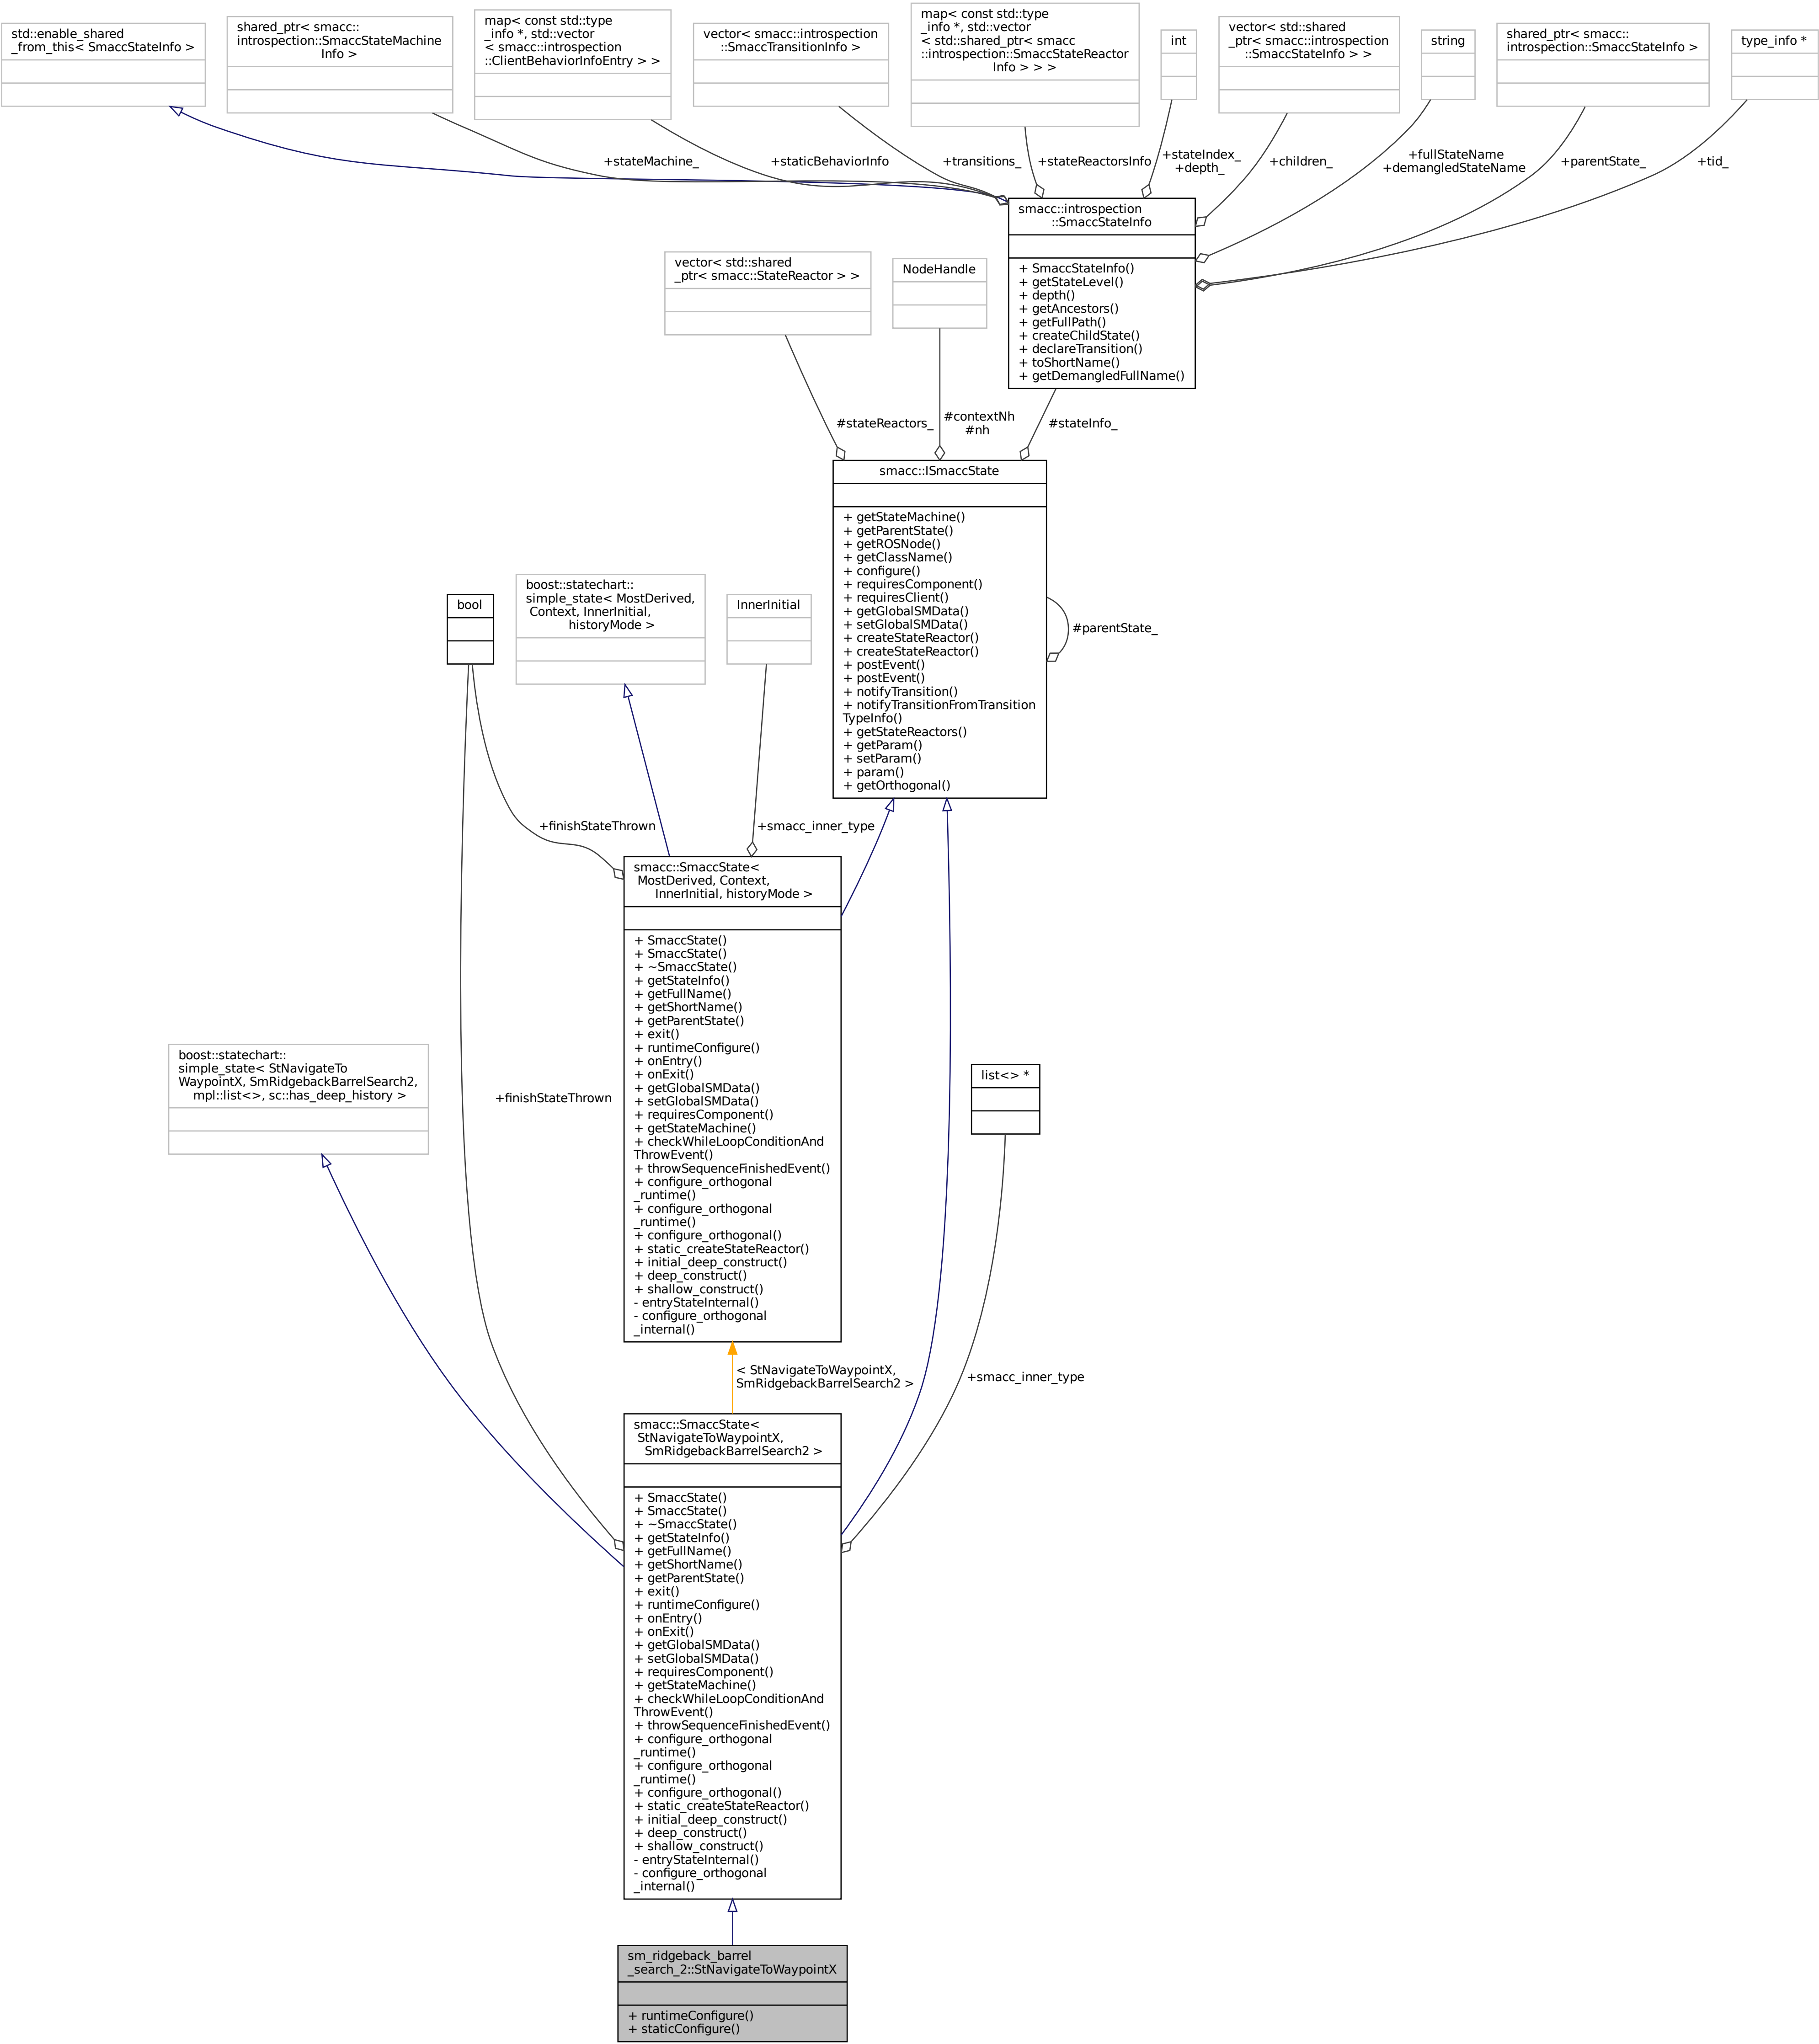 std::enable_shared
_from_this< SmaccStateInfo >
shared_ptr< smacc::
introspection::SmaccStateMachine
Info >
map< const std::type
_info *, std::vector
< smacc::introspection
::ClientBehaviorInfoEntry > >
vector< smacc::introspection
::SmaccTransitionInfo >
map< const std::type
_info *, std::vector
< std::shared_ptr< smacc
::introspection::SmaccStateReactor
Info > > >
int
vector< std::shared
_ptr< smacc::introspection
::SmaccStateInfo > >
string
shared_ptr< smacc::
introspection::SmaccStateInfo >
type_info *
+stateMachine_
+staticBehaviorInfo
+transitions_
+stateReactorsInfo
+stateIndex_
+depth_
+children_
+fullStateName
+demangledStateName
+parentState_
+tid_
smacc::introspection
::SmaccStateInfo
+ SmaccStateInfo()
+ getStateLevel()
+ depth()
+ getAncestors()
+ getFullPath()
+ createChildState()
+ declareTransition()
+ toShortName()
+ getDemangledFullName()
vector< std::shared
_ptr< smacc::StateReactor > >
NodeHandle
#stateReactors_
#contextNh
#nh
#stateInfo_
smacc::ISmaccState
+ getStateMachine()
+ getParentState()
+ getROSNode()
+ getClassName()
+ configure()
+ requiresComponent()
+ requiresClient()
+ getGlobalSMData()
+ setGlobalSMData()
+ createStateReactor()
+ createStateReactor()
+ postEvent()
+ postEvent()
+ notifyTransition()
+ notifyTransitionFromTransition
TypeInfo()
+ getStateReactors()
+ getParam()
+ setParam()
+ param()
+ getOrthogonal()
#parentState_
bool
boost::statechart::
simple_state< MostDerived,
Context, InnerInitial,
historyMode >
InnerInitial
+finishStateThrown
+smacc_inner_type
smacc::SmaccState<
MostDerived, Context,
InnerInitial, historyMode >
+ SmaccState()
+ SmaccState()
+ ~SmaccState()
+ getStateInfo()
+ getFullName()
+ getShortName()
+ getParentState()
+ exit()
+ runtimeConfigure()
+ onEntry()
+ onExit()
+ getGlobalSMData()
+ setGlobalSMData()
+ requiresComponent()
+ getStateMachine()
+ checkWhileLoopConditionAnd
ThrowEvent()
+ throwSequenceFinishedEvent()
+ configure_orthogonal
_runtime()
+ configure_orthogonal
_runtime()
+ configure_orthogonal()
+ static_createStateReactor()
+ initial_deep_construct()
+ deep_construct()
+ shallow_construct()
- entryStateInternal()
- configure_orthogonal
_internal()
boost::statechart::
simple_state< StNavigateTo
WaypointX, SmRidgebackBarrelSearch2,
mpl::list<>, sc::has_deep_history >
+finishStateThrown
list<> *
< StNavigateToWaypointX,
SmRidgebackBarrelSearch2 >
+smacc_inner_type
smacc::SmaccState<
StNavigateToWaypointX,
SmRidgebackBarrelSearch2 >
+ SmaccState()
+ SmaccState()
+ ~SmaccState()
+ getStateInfo()
+ getFullName()
+ getShortName()
+ getParentState()
+ exit()
+ runtimeConfigure()
+ onEntry()
+ onExit()
+ getGlobalSMData()
+ setGlobalSMData()
+ requiresComponent()
+ getStateMachine()
+ checkWhileLoopConditionAnd
ThrowEvent()
+ throwSequenceFinishedEvent()
+ configure_orthogonal
_runtime()
+ configure_orthogonal
_runtime()
+ configure_orthogonal()
+ static_createStateReactor()
+ initial_deep_construct()
+ deep_construct()
+ shallow_construct()
- entryStateInternal()
- configure_orthogonal
_internal()
sm_ridgeback_barrel
_search_2::StNavigateToWaypointX
+ runtimeConfigure()
+ staticConfigure()